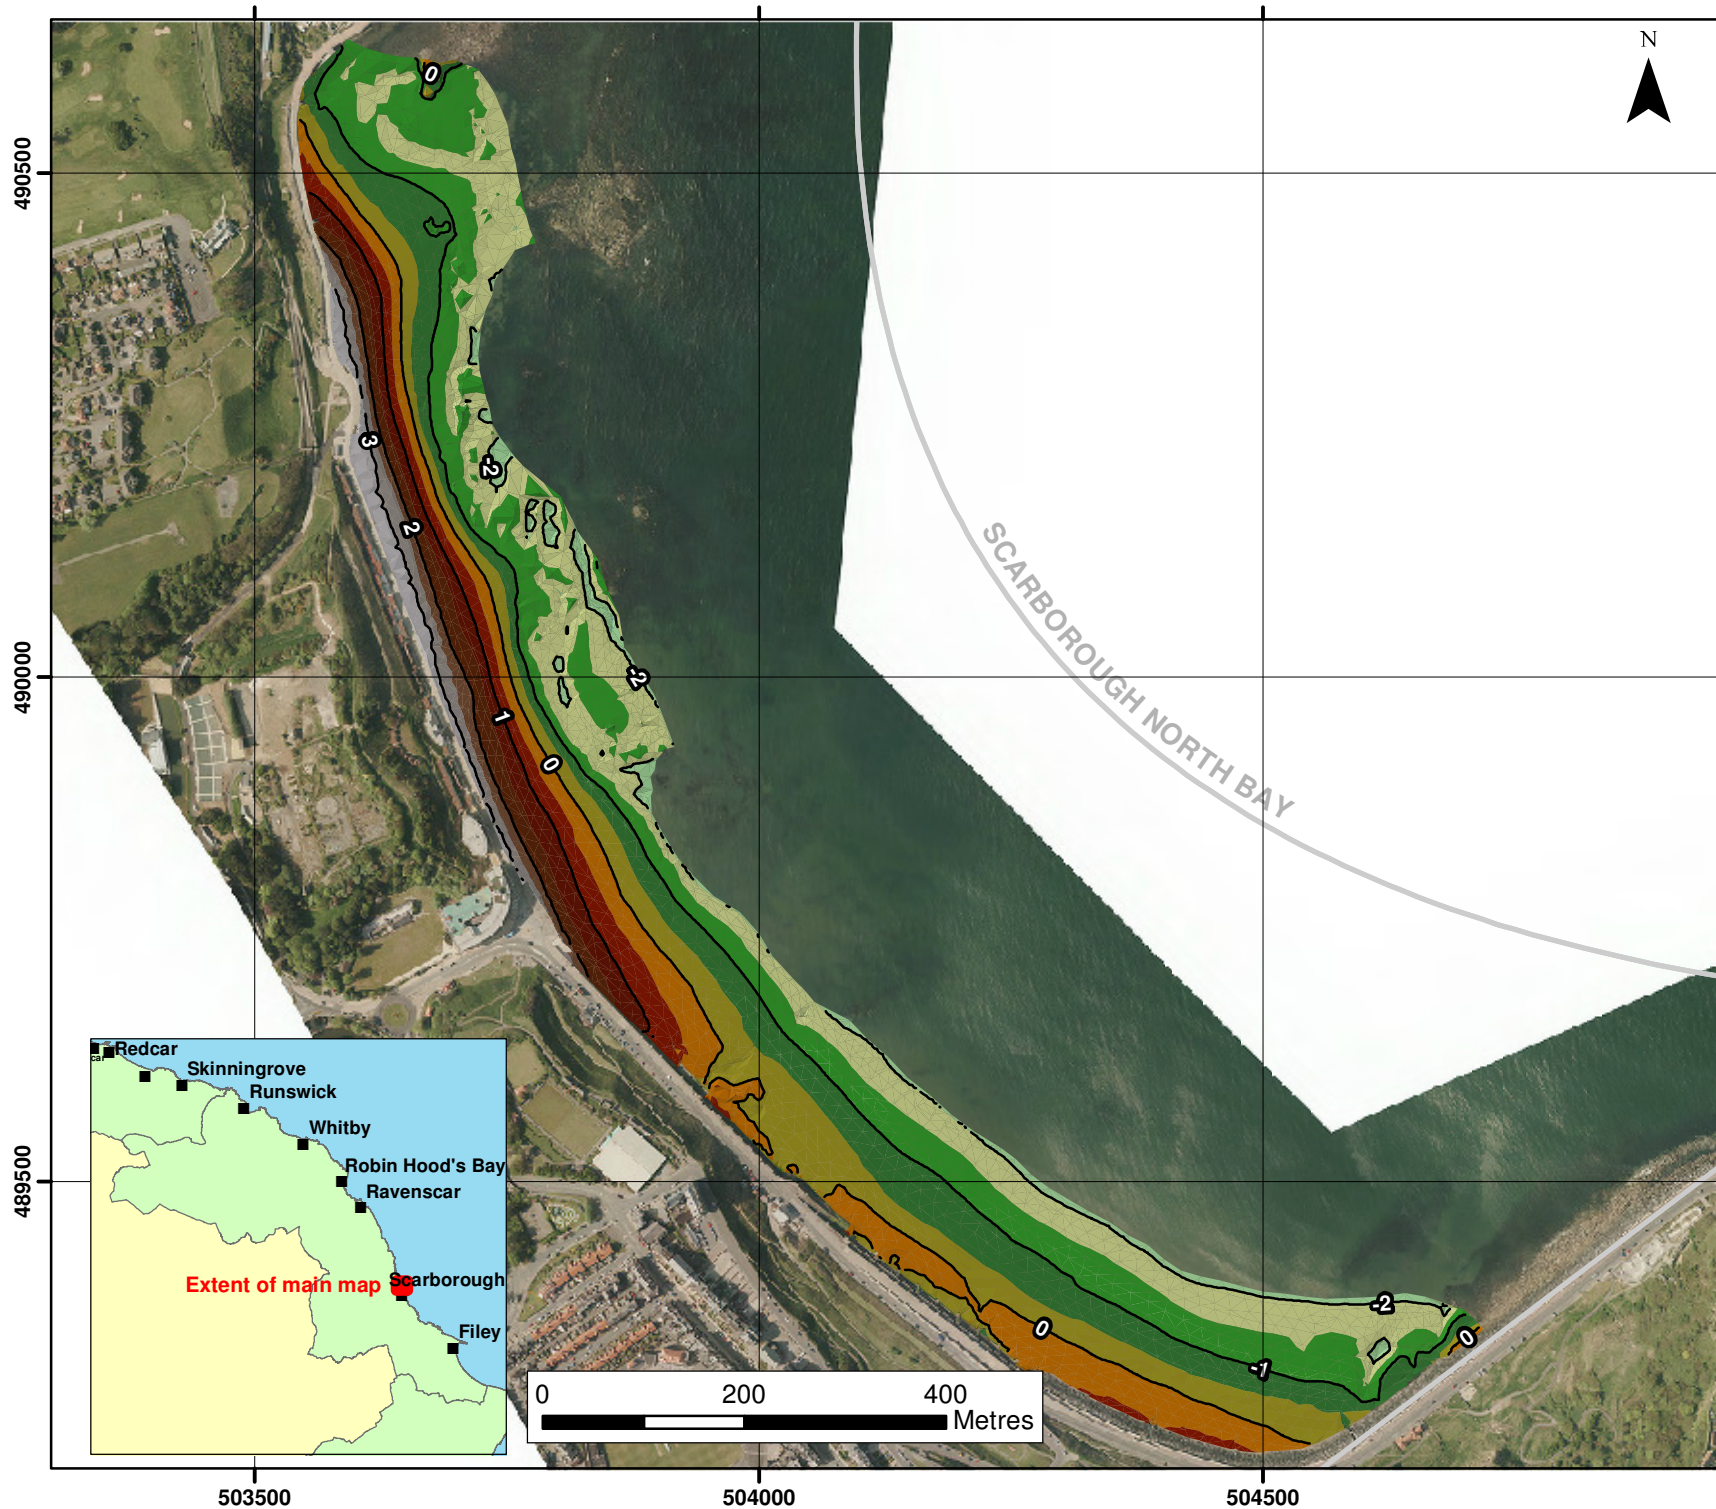 N
0
490500
3
-2
2
SCARBOROUGH NORTH BAY
490000
-2
1
0
489500
Redcar
car
Skinningrove
Runswick
Whitby
Robin Hood's Bay
Ravenscar
Scarborough
Extent of main map
Filey
-2
0
0
-1
0 200 400
Metres
503500 504000 504500